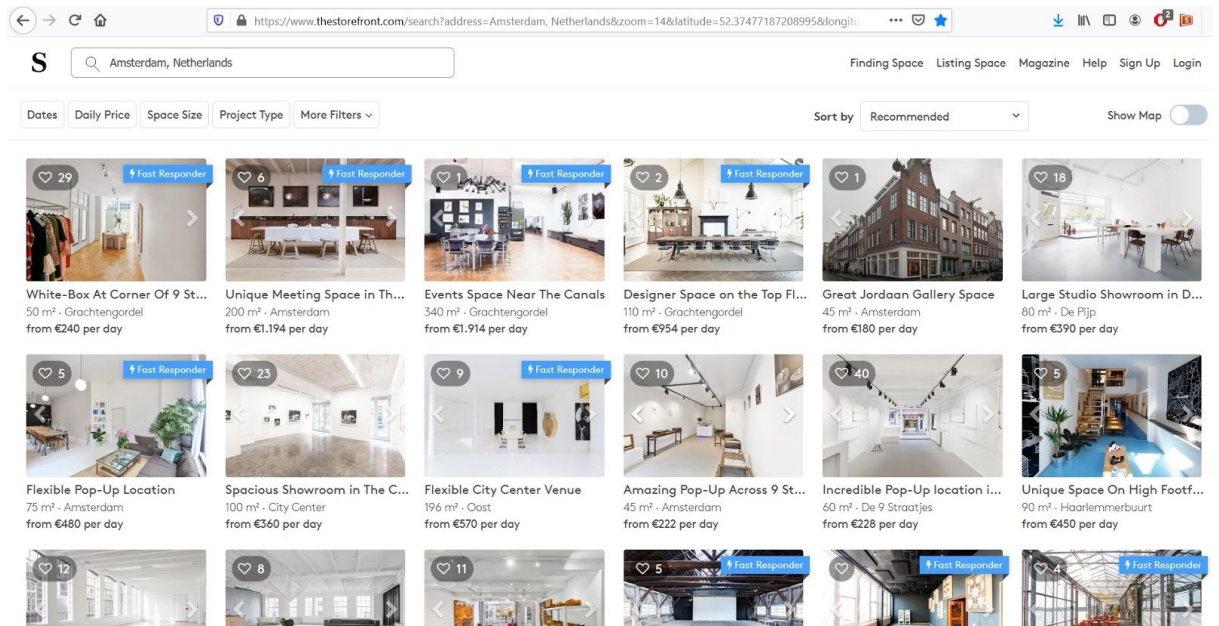 https://www.thestorefront.com/search?address=Amsterdam, Netherlands&zoom=14&latitude=52.37477187208995&longitu
2
S
Amsterdam, Netherlands
Finding Space Listing Space Magazine Help Sign Up Login
Dates Daily Price Space Size Project Type More Filters
Sort by Recommended
Show Map
29 Fast Responder 6 Fast Responder 1 Fast Responder 2 Fast Responder 1 18
White-Box At Corner Of 9 St... Unique Meeting Space in Th... Events Space Near The Canals Designer Space on the Top Fl... Great Jordaan Gallery Space Large Studio Showroom in D...
50 m² · Grachtengordel 200 m² · Amsterdam 340 m² · Grachtengordel 110 m² · Grachtengordel 45 m² · Amsterdam 80 m² · De Pijp
from €240 per day from €1.194 per day from €1.914 per day from €954 per day from €180 per day from €390 per day
5 Fast Responder 23 9 Fast Responder 10 40 5
Flexible Pop-Up Location Spacious Showroom in The C... Flexible City Center Venue Amazing Pop-Up Across 9 St... Incredible Pop-Up location i... Unique Space On High Footf...
75 m² · Amsterdam 100 m² · City Center 196 m² · Oost 45 m² · Amsterdam 60 m² · De 9 Straatjes 90 m² · Haarlemmerbuurt
from €480 per day from €360 per day from €570 per day from €222 per day from €228 per day from €450 per day
12 8 11 5 Fast Responder Fast Responder 4 Fast Responder